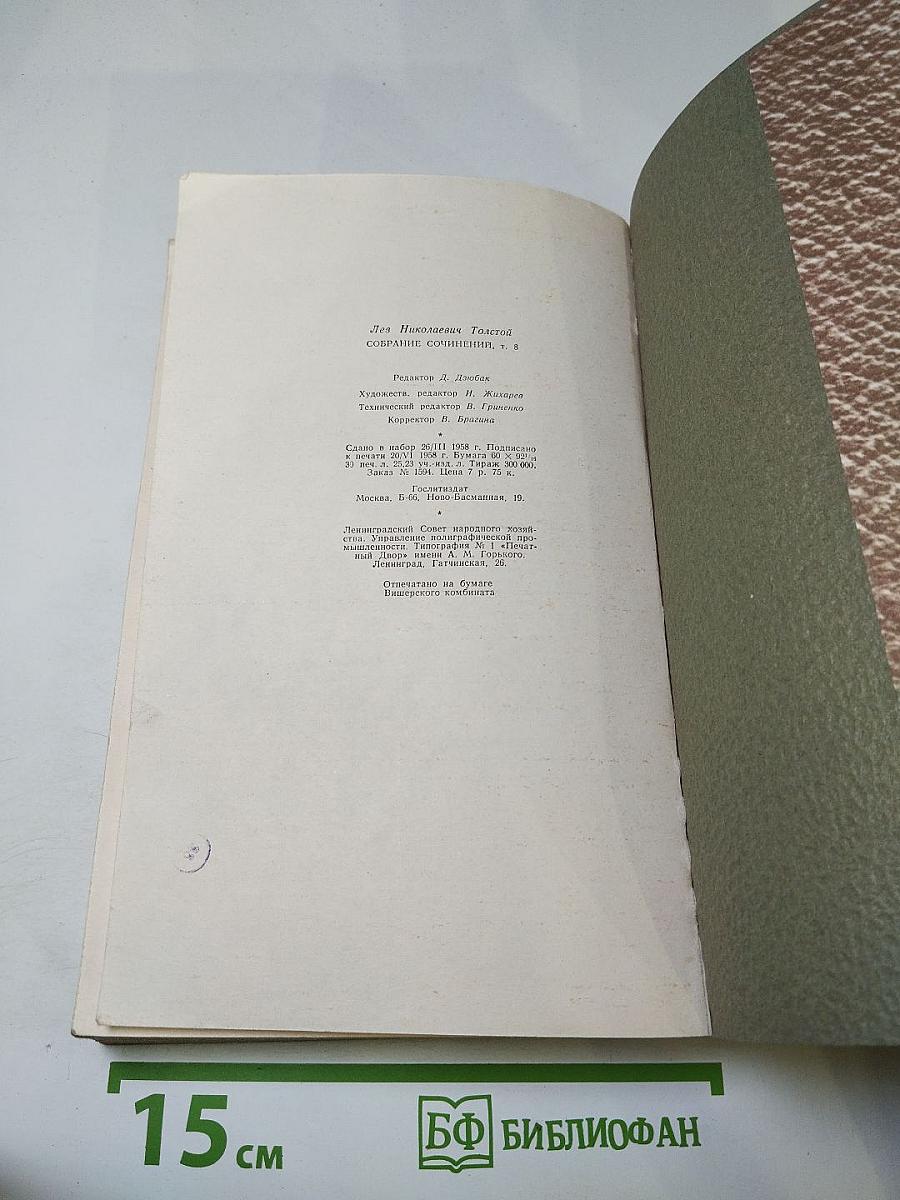 Лев Николаевич Толстой
СОБРАНИЕ СОЧИНЕНИЙ, т. 8
Редактор Д. Дзюбак
Художеств. редактор И. Жихарев
Технический редактор В. Гриненко
Корректор В. Брагина
*
Сдано в набор 26/III 1958 г. Подписано
к печати 20/VI 1958 г. Бумага 60 × 92¹/₁₆
30 печ. л. 25,23 уч.-изд. л. Тираж 300 000.
Заказ № 1594. Цена 7 р. 75 к.
Гослитиздат
Москва, Б-66, Ново-Басманная, 19.
*
Ленинградский Совет народного хозяй-
ства. Управление полиграфической про-
мышленности. Типография № 1 «Печат-
ный Двор» имени А. М. Горького.
Ленинград, Гатчинская, 26.
Отпечатано на бумаге
Вишерского комбината
15 см
БФ БИБЛИОФАН